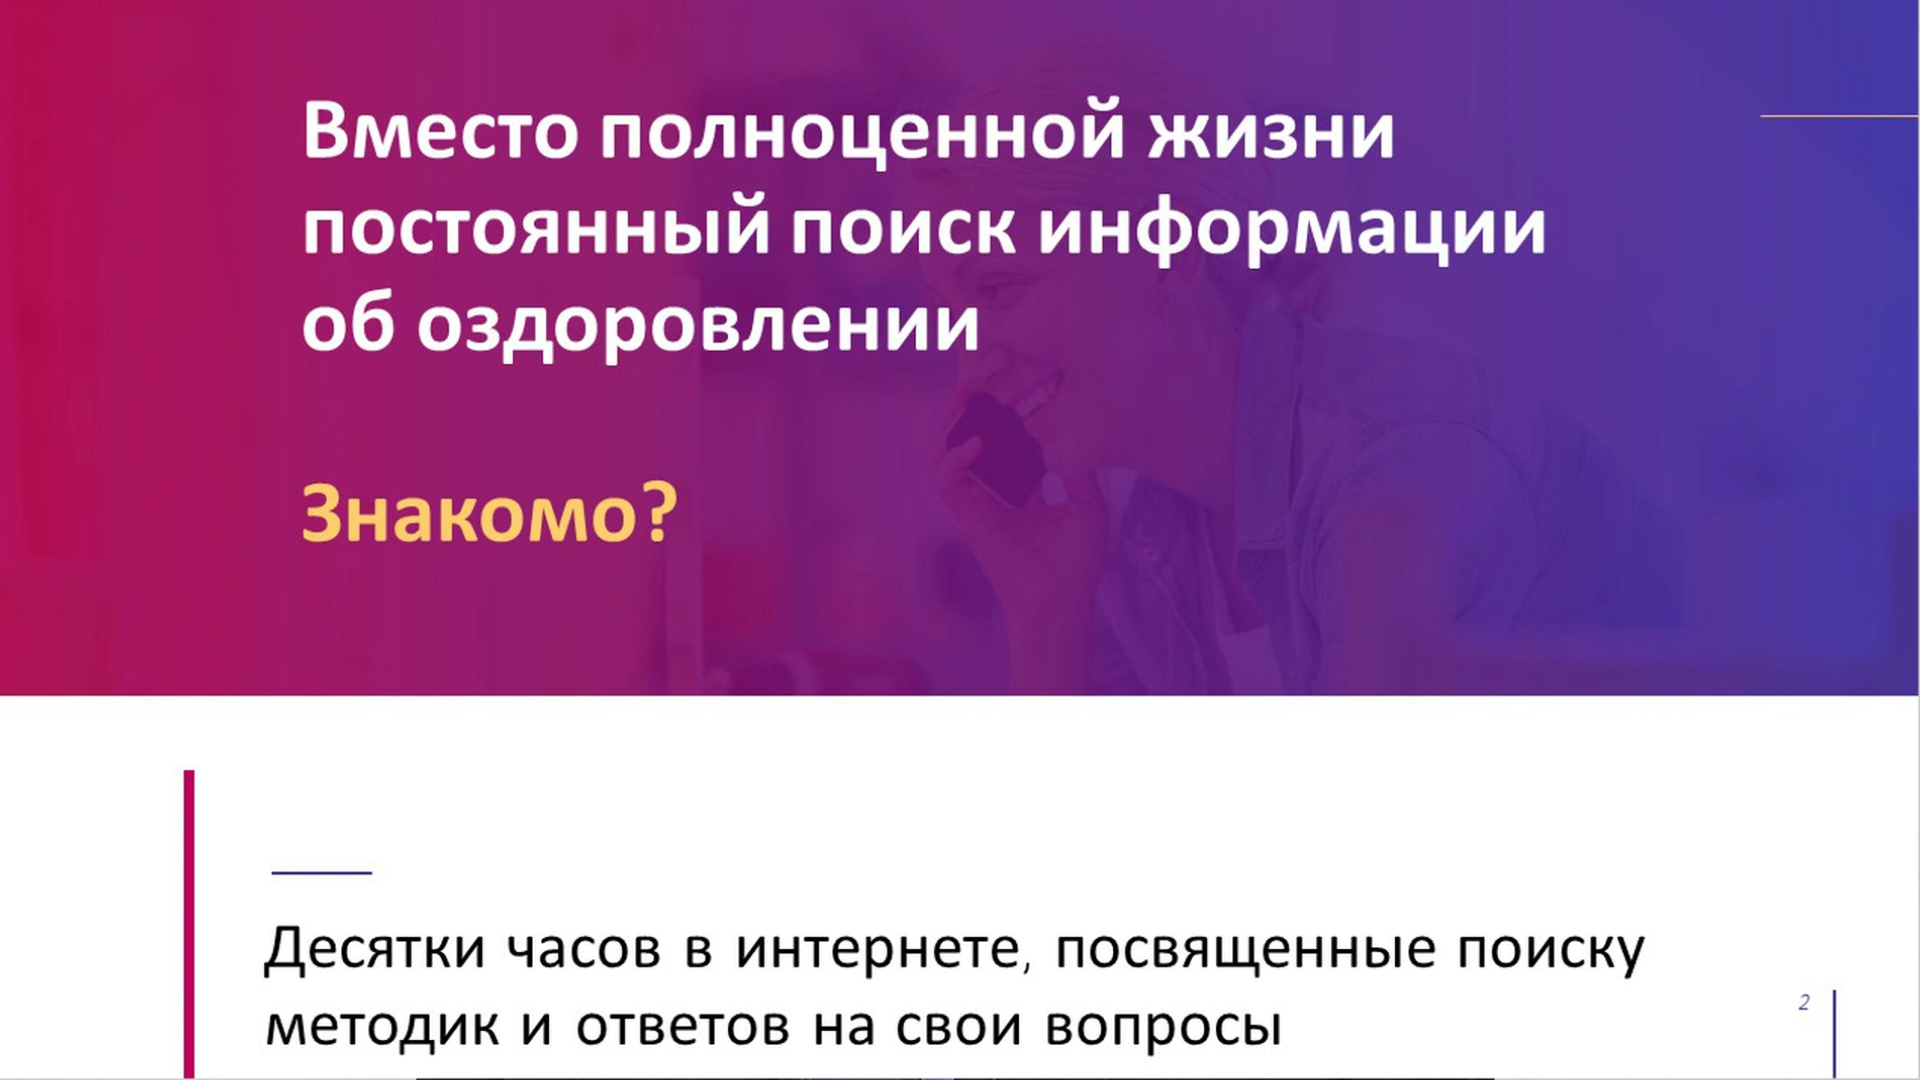 Вместо полноценной жизни
постоянный поиск информации
об оздоровлении
Знакомо?
Десятки часов в интернете, посвященные поиску
методик и ответов на свои вопросы
2